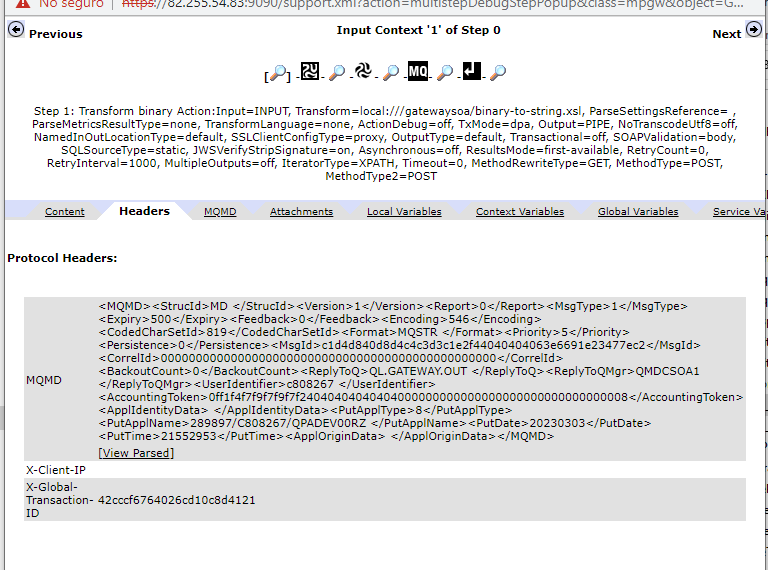 No seguro | https://82.255.54.83:9090/support.xml?action=multistepDebugStepPopup&class=mpgw&object=G...
Previous
Input Context '1' of Step 0
Next
[ ] - - - - MQ - - -
Step 1: Transform binary Action:Input=INPUT, Transform=local:///gatewaysoa/binary-to-string.xsl, ParseSettingsReference= ,
ParseMetricsResultType=none, TransformLanguage=none, ActionDebug=off, TxMode=dpa, Output=PIPE, NoTranscodeUtf8=off,
NamedInOutLocationType=default, SSLClientConfigType=proxy, OutputType=default, Transactional=off, SOAPValidation=body,
SQLSourceType=static, JWSVerifyStripSignature=on, Asynchronous=off, ResultsMode=first-available, RetryCount=0,
RetryInterval=1000, MultipleOutputs=off, IteratorType=XPATH, Timeout=0, MethodRewriteType=GET, MethodType=POST,
MethodType2=POST
Content Headers MQMD Attachments Local Variables Context Variables Global Variables Service Va
Protocol Headers:
<MQMD><StrucId>MD </StrucId><Version>1</Version><Report>0</Report><MsgType>1</MsgType>
<Expiry>500</Expiry><Feedback>0</Feedback><Encoding>546</Encoding>
<CodedCharSetId>819</CodedCharSetId><Format>MQSTR </Format><Priority>5</Priority>
<Persistence>0</Persistence><MsgId>c1d4d840d8d4c4c3d3c1e2f44040404063e6691e23477ec2</MsgId>
<CorrelId>000000000000000000000000000000000000000000000000</CorrelId>
<BackoutCount>0</BackoutCount><ReplyToQ>QL.GATEWAY.OUT </ReplyToQ><ReplyToQMgr>QMDCSOA1
MQMD
</ReplyToQMgr><UserIdentifier>c808267 </UserIdentifier>
<AccountingToken>0ff1f4f7f9f7f9f7f2404040404040400000000000000000000000000000000008</AccountingToken>
<ApplIdentityData> </ApplIdentityData><PutApplType>8</PutApplType>
<PutApplName>289897/C808267/QPADEV00RZ </PutApplName><PutDate>20230303</PutDate>
<PutTime>21552953</PutTime><ApplOriginData> </ApplOriginData></MQMD>
[View Parsed]
X-Client-IP
X-Global-
Transaction- 42cccf6764026cd10c8d4121
ID